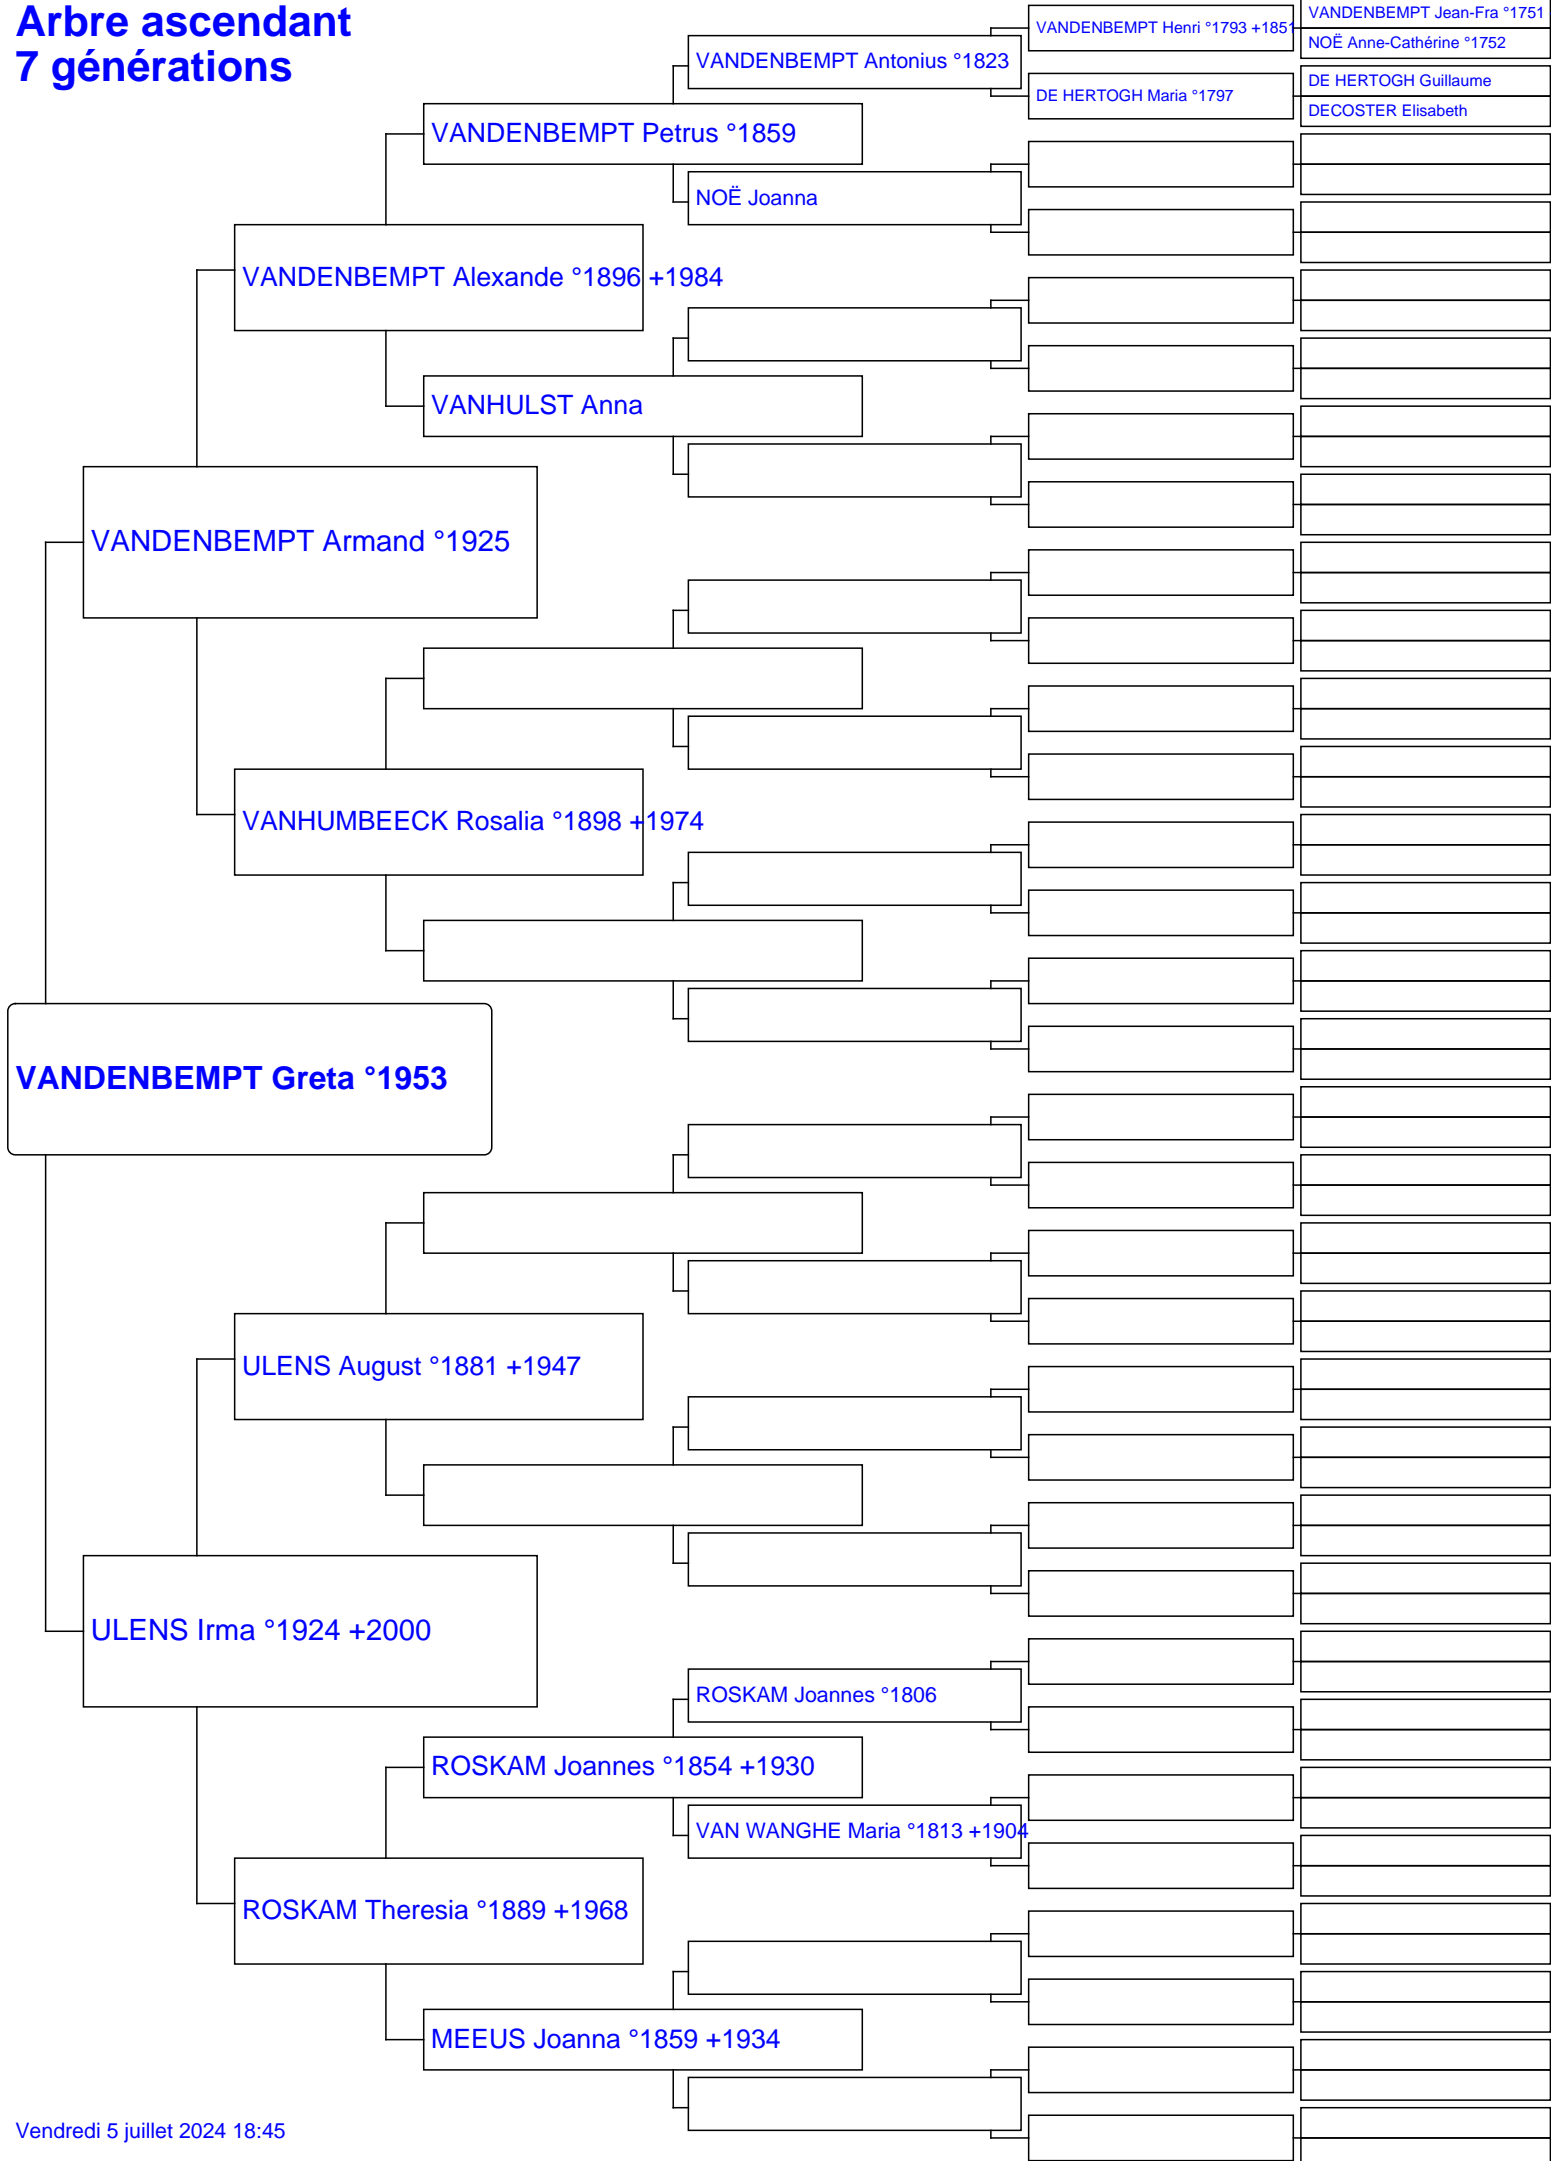 Arbre ascendant
7 générations
VANDENBEMPT Jean-Fra °1751
VANDENBEMPT Henri °1793 +1851
NOË Anne-Cathérine °1752
VANDENBEMPT Antonius °1823
DE HERTOGH Guillaume
DE HERTOGH Maria °1797
DECOSTER Elisabeth
VANDENBEMPT Petrus °1859
NOË Joanna
VANDENBEMPT Alexande °1896 +1984
VANHULST Anna
VANDENBEMPT Armand °1925
VANHUMBEECK Rosalia °1898 +1974
VANDENBEMPT Greta °1953
ULENS August °1881 +1947
ULENS Irma °1924 +2000
ROSKAM Joannes °1806
ROSKAM Joannes °1854 +1930
VAN WANGHE Maria °1813 +1904
ROSKAM Theresia °1889 +1968
MEEUS Joanna °1859 +1934
Vendredi 5 juillet 2024 18:45